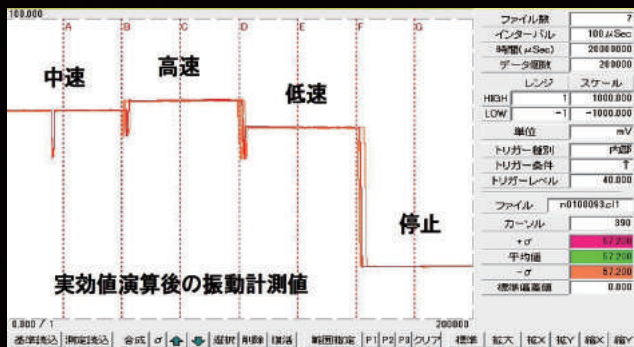 100.000
A B C D E F G
中速
高速
低速
停止
実効値演算後の振動計測値
0.000 / 1
200000
ファイル数 7
インターバル 100μSec
時間(μSec) 20000000
データ個数 200000
レンジ スケール
HIGH 1 1000.000
LOW -1 -1000.000
単位 mV
トリガー種別 内部
トリガー条件 ↑
トリガーレベル 40.000
ファイル n0100093.cl1
カーソル 390
+σ 67.200
平均値 67.200
-σ 67.200
標準偏差値 0.000
基準読込 測定読込 合成 σ 選択 削除 復活 範囲指定 P1 P2 P3 クリア 標準 拡大 拡X 拡Y 縮X 縮Y